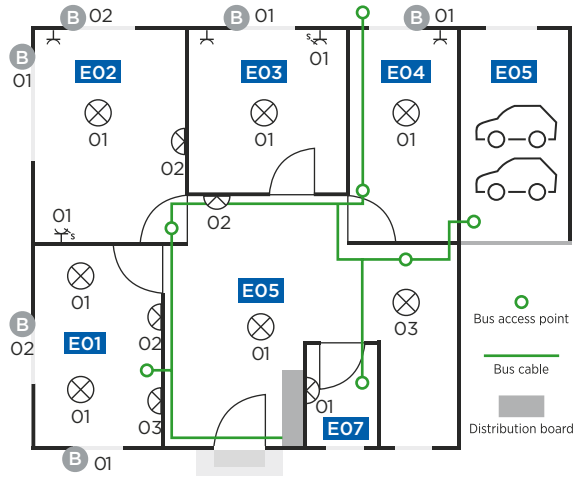 B 02
B 01
B 01
B
01
E02
E03
s
01
E04
E05
01
01
01
02
01
s
02
01
E05
E01
01
03
B
02
02
01
03
01
E07
B 01
Bus access point
Bus cable
Distribution board